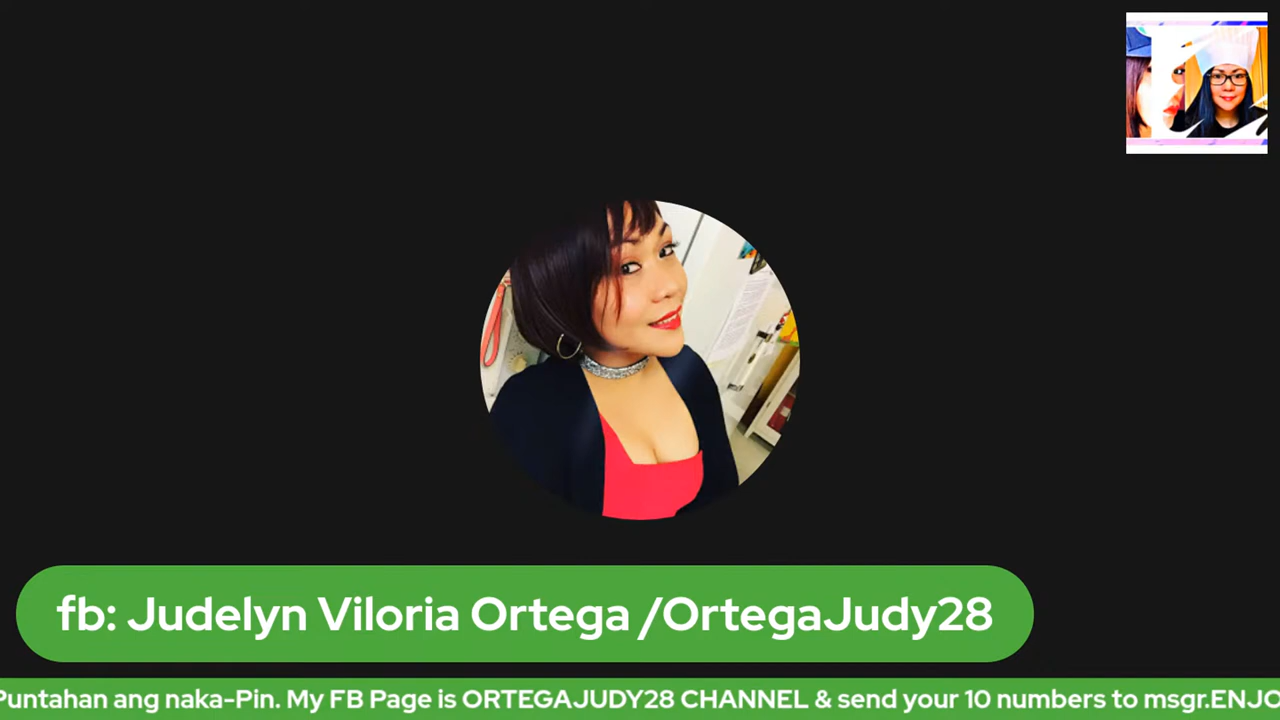 fb: Judelyn Viloria Ortega /OrtegaJudy28
Puntahan ang naka-Pin. My FB Page is ORTEGAJUDY28 CHANNEL & send your 10 numbers to msgr.ENJO